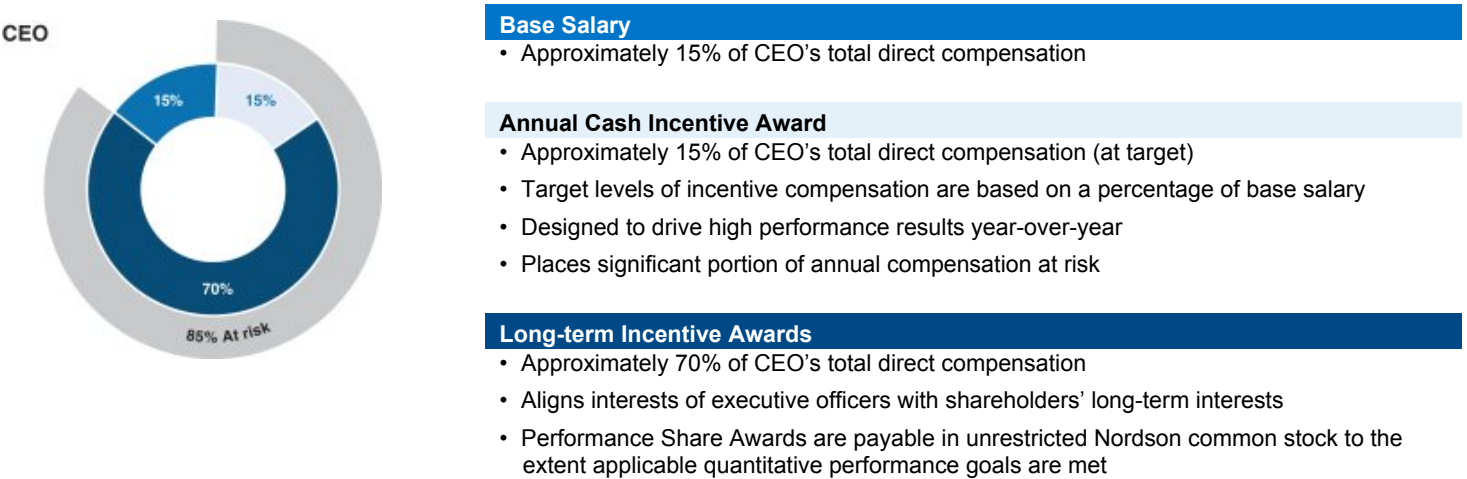 CEO
15%
15%
70%
85% At risk
Base Salary
• Approximately 15% of CEO’s total direct compensation
Annual Cash Incentive Award
• Approximately 15% of CEO’s total direct compensation (at target)
• Target levels of incentive compensation are based on a percentage of base salary
• Designed to drive high performance results year-over-year
• Places significant portion of annual compensation at risk
Long-term Incentive Awards
• Approximately 70% of CEO’s total direct compensation
• Aligns interests of executive officers with shareholders’ long-term interests
• Performance Share Awards are payable in unrestricted Nordson common stock to the
extent applicable quantitative performance goals are met